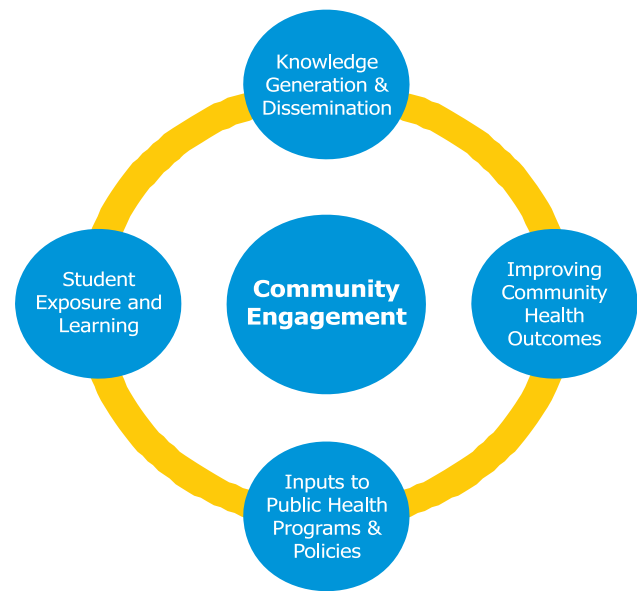 Knowledge
Generation &
Dissemination
Student
Exposure and
Learning
Community
Engagement
Improving
Community
Health
Outcomes
Inputs to
Public Health
Programs &
Policies